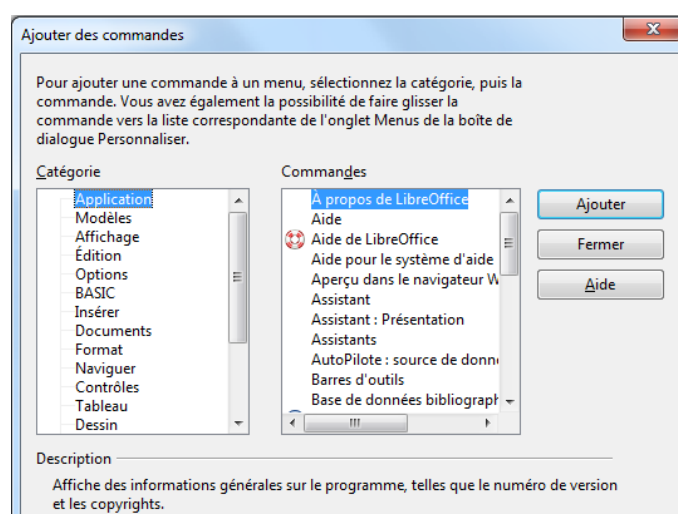 Ajouter des commandes
Pour ajouter une commande à un menu, sélectionnez la catégorie, puis la
commande. Vous avez également la possibilité de faire glisser la
commande vers la liste correspondante de l'onglet Menus de la boîte de
dialogue Personnaliser.
Catégorie
Application
Modèles
Affichage
Édition
Options
BASIC
Insérer
Documents
Format
Naviguer
Contrôles
Tableau
Dessin
Commandes
À propos de LibreOffice
Aide
Aide de LibreOffice
Aide pour le système d'aide
Aperçu dans le navigateur W
Assistant
Assistant : Présentation
Assistants
AutoPilote : source de donn
Barres d'outils
Base de données bibliograph
Ajouter
Fermer
Aide
Description
Affiche des informations générales sur le programme, telles que le numéro de version
et les copyrights.